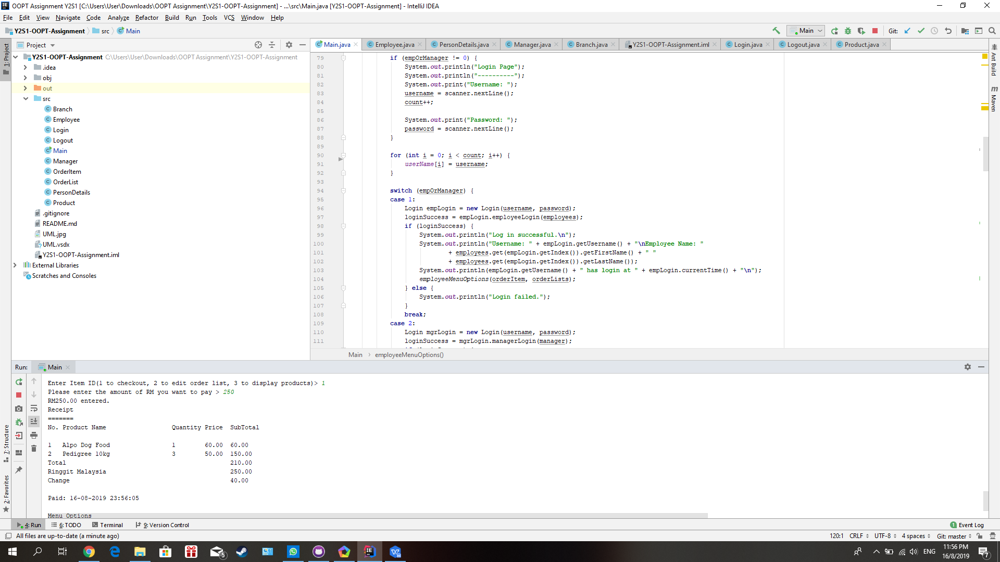 OOPT Assignment Y2S1 [C:\Users\User\Downloads\OOPT Assignment\Y2S1-OOPT-Assignment] - ...\src\Main.java [Y2S1-OOPT-Assignment] - IntelliJ IDEA
File Edit View Navigate Code Analyze Refactor Build Run Tools VCS Window Help
Y2S1-OOPT-Assignment src Main
Main Git:
Project
Main.java Employee.java PersonDetails.java Manager.java Branch.java Y2S1-OOPT-Assignment.iml Login.java Logout.java Product.java
1: Project
Y2S1-OOPT-Assignment C:\Users\User\Downloads\OOPT Assignment\Y2S1-OOPT-Assignment
.idea
obj
out
src
Branch
Employee
Login
Logout
Main
Manager
OrderItem
OrderList
PersonDetails
Product
.gitignore
README.md
UML.jpg
UML.vsdx
Y2S1-OOPT-Assignment.iml
External Libraries
Scratches and Consoles
79 if (empOrManager != 0) {
80 System.out.println("Login Page");
81 System.out.println("----------");
82 System.out.print("Username: ");
83 username = scanner.nextLine();
84 count++;
85
86 System.out.print("Password: ");
87 password = scanner.nextLine();
88 }
89
90 for (int i = 0; i < count; i++) {
91 userName[i] = username;
92 }
93
94 switch (empOrManager) {
95 case 1:
96 Login empLogin = new Login(username, password);
97 loginSuccess = empLogin.employeeLogin(employees);
98 if (loginSuccess) {
99 System.out.println("Log in successful.\n");
100 System.out.println("Username: " + empLogin.getUsername() + "\nEmployee Name: "
101 + employees.get(empLogin.getIndex()).getFirstName() + " "
102 + employees.get(empLogin.getIndex()).getLastName());
103 System.out.println(empLogin.getUsername() + " has login at " + empLogin.currentTime() + "\n");
104 employeeMenuOptions(orderItem, orderLists);
105 } else {
106 System.out.println("Login failed.");
107 }
108 break;
109 case 2:
110 Login mgrLogin = new Login(username, password);
111 loginSuccess = mgrLogin.managerLogin(manager);
Main employeeMenuOptions()
Ant Build
Maven
Run: Main
Enter Item ID(1 to checkout, 2 to edit order list, 3 to display products)> 1
Please enter the amount of RM you want to pay > 250
RM250.00 entered.
Receipt
=======
No. Product Name Quantity Price SubTotal
1 Alpo Dog Food 1 60.00 60.00
2 Pedigree 10kg 3 50.00 150.00
Total 210.00
Ringgit Malaysia 250.00
Change 40.00
Paid: 16-08-2019 23:56:05
Menu Options
7: Structure
2: Favorites
4: Run 6: TODO Terminal 9: Version Control 1 Event Log
All files are up-to-date (a minute ago) 120:1 CRLF UTF-8 4 spaces Git: master
5
ENG
11:56 PM
16/8/2019
7